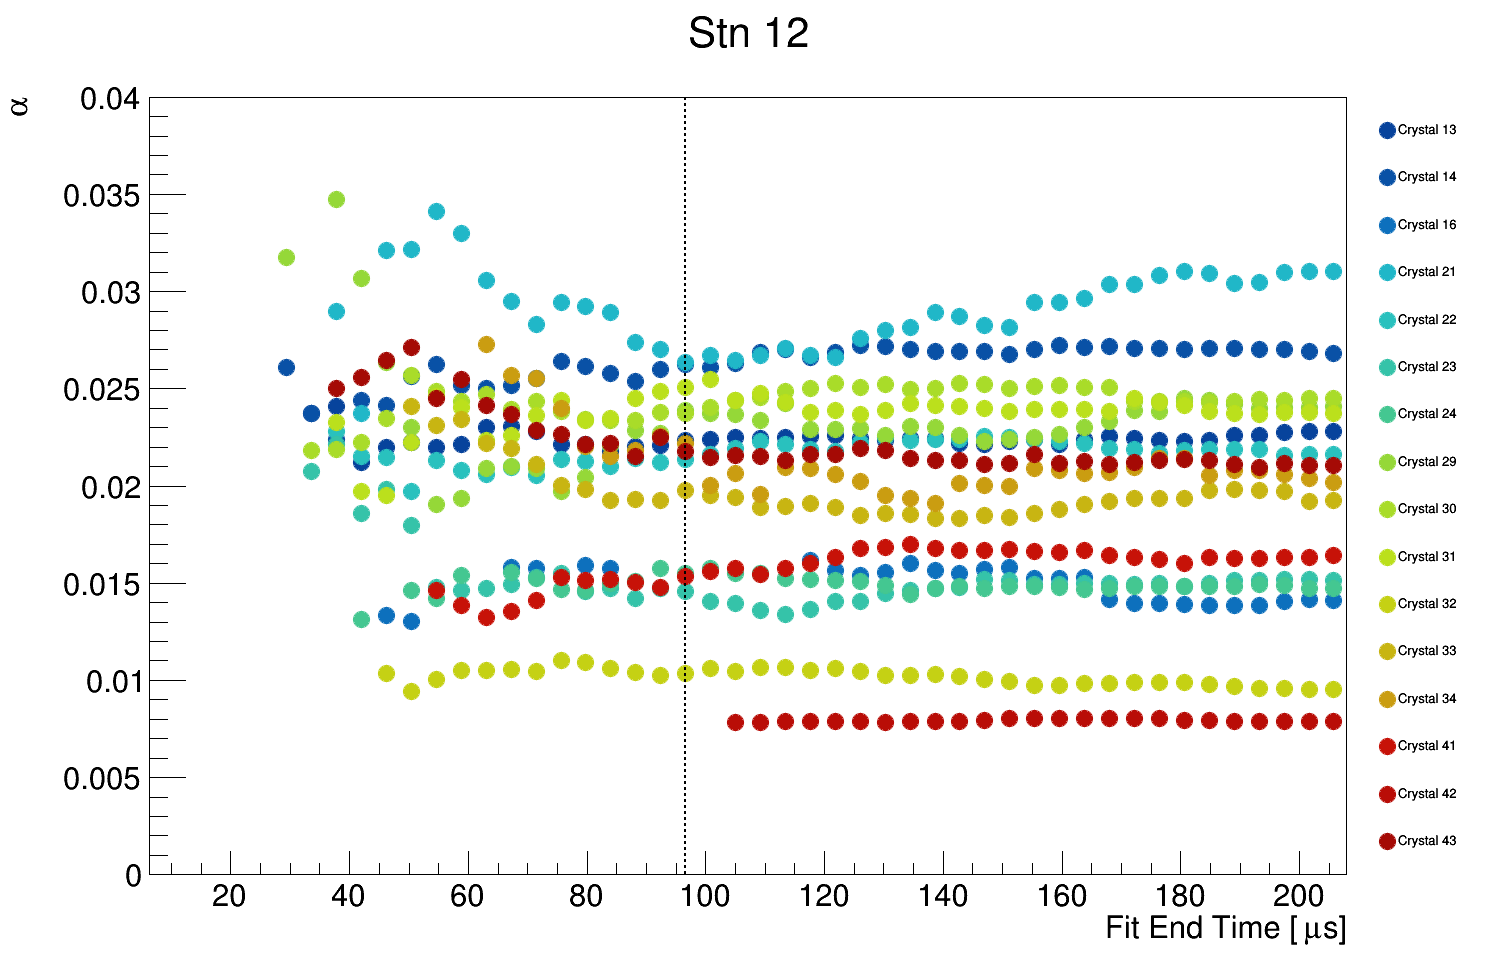 Stn 12
α
0.04
0.035
0.03
0.025
0.02
0.015
0.01
0.005
0
20 40 60 80 100 120 140 160 180 200
Fit End Time [ μs]
Crystal 13
Crystal 14
Crystal 16
Crystal 21
Crystal 22
Crystal 23
Crystal 24
Crystal 29
Crystal 30
Crystal 31
Crystal 32
Crystal 33
Crystal 34
Crystal 41
Crystal 42
Crystal 43